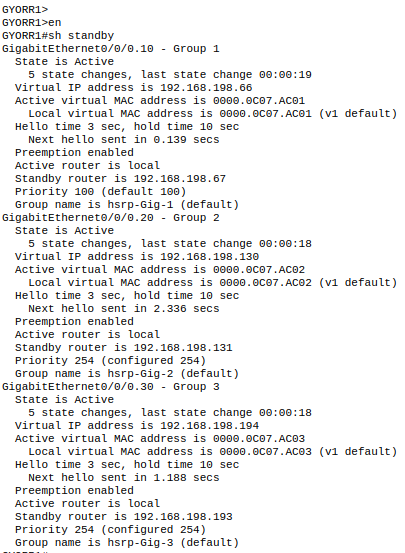 GYORR1>
GYORR1>en
GYORR1#sh standby
GigabitEthernet0/0/0.10 - Group 1
State is Active
5 state changes, last state change 00:00:19
Virtual IP address is 192.168.198.66
Active virtual MAC address is 0000.0C07.AC01
Local virtual MAC address is 0000.0C07.AC01 (v1 default)
Hello time 3 sec, hold time 10 sec
Next hello sent in 0.139 secs
Preemption enabled
Active router is local
Standby router is 192.168.198.67
Priority 100 (default 100)
Group name is hsrp-Gig-1 (default)
GigabitEthernet0/0/0.20 - Group 2
State is Active
5 state changes, last state change 00:00:18
Virtual IP address is 192.168.198.130
Active virtual MAC address is 0000.0C07.AC02
Local virtual MAC address is 0000.0C07.AC02 (v1 default)
Hello time 3 sec, hold time 10 sec
Next hello sent in 2.336 secs
Preemption enabled
Active router is local
Standby router is 192.168.198.131
Priority 254 (configured 254)
Group name is hsrp-Gig-2 (default)
GigabitEthernet0/0/0.30 - Group 3
State is Active
5 state changes, last state change 00:00:18
Virtual IP address is 192.168.198.194
Active virtual MAC address is 0000.0C07.AC03
Local virtual MAC address is 0000.0C07.AC03 (v1 default)
Hello time 3 sec, hold time 10 sec
Next hello sent in 1.188 secs
Preemption enabled
Active router is local
Standby router is 192.168.198.193
Priority 254 (configured 254)
Group name is hsrp-Gig-3 (default)